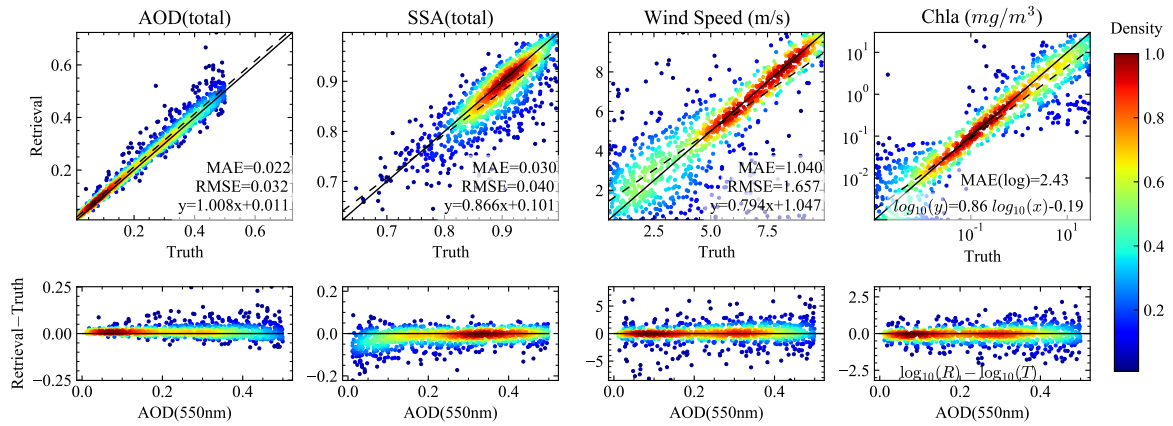 AOD(total)
SSA(total)
Wind Speed (m/s)
Chla (mg/m³)
Density
Retrieval
0.6
0.4
0.2
0.2
0.4
0.6
Truth
MAE=0.022
RMSE=0.032
y=1.008x+0.011
0.9
0.8
0.7
0.7
0.8
0.9
Truth
MAE=0.030
RMSE=0.040
y=0.866x+0.101
8
6
4
2
2.5
5.0
7.5
Truth
MAE=1.040
RMSE=1.657
y=0.794x+1.047
10¹
10⁰
10⁻¹
10⁻²
10⁻¹
10¹
Truth
MAE(log)=2.43
log₁₀(y)=0.86 log₁₀(x)-0.19
1.0
0.8
0.6
0.4
0.2
Retrieval−Truth
0.25
0.00
−0.25
0.0
0.2
0.4
AOD(550nm)
0.2
0.0
−0.2
0.0
0.2
0.4
AOD(550nm)
5
0
−5
0.0
0.2
0.4
AOD(550nm)
2.5
0.0
−2.5
log₁₀(R)−log₁₀(T)
0.0
0.2
0.4
AOD(550nm)